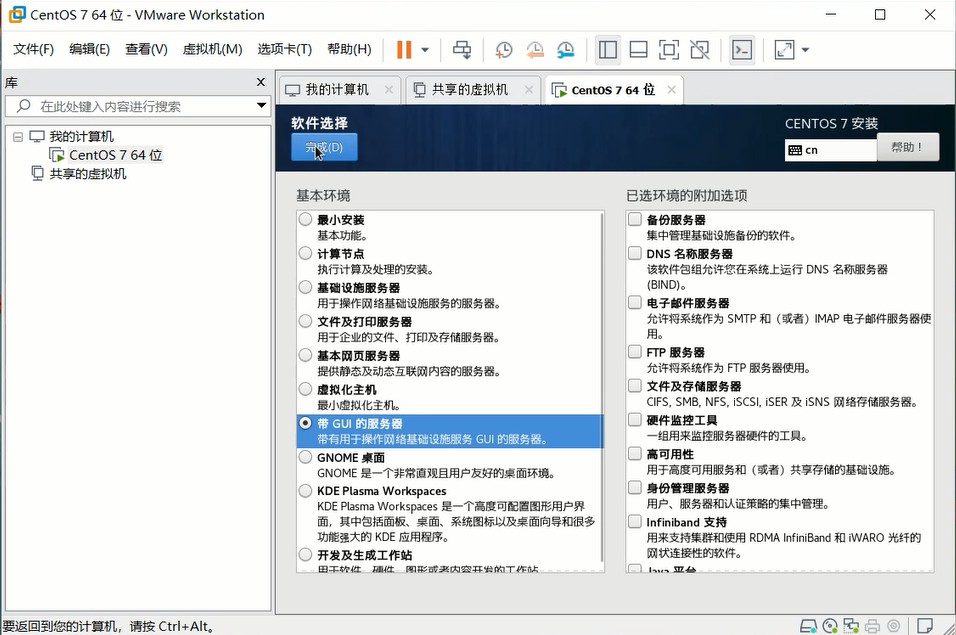 CentOS 7 64 位 - VMware Workstation
文件(F) 编辑(E) 查看(V) 虚拟机(M) 选项卡(T) 帮助(H)
库
在此处键入内容进行搜索
我的计算机
CentOS 7 64 位
共享的虚拟机
我的计算机 共享的虚拟机 CentOS 7 64 位
软件选择
完成(D)
CENTOS 7 安装
cn
帮助！
基本环境
最小安装
基本功能。
计算节点
执行计算及处理的安装。
基础设施服务器
用于操作网络基础设施服务的服务器。
文件及打印服务器
用于企业的文件、打印及存储服务器。
基本网页服务器
提供静态及动态互联网内容的服务器。
虚拟化主机
最小虚拟化主机。
带 GUI 的服务器
带有用于操作网络基础设施服务 GUI 的服务器。
GNOME 桌面
GNOME 是一个非常直观且用户友好的桌面环境。
KDE Plasma Workspaces
KDE Plasma Workspaces 是一个高度可配置图形用户界
面，其中包括面板、桌面、系统图标以及桌面向导和很多
功能强大的 KDE 应用程序。
开发及生成工作站
用于软件、硬件、图形或者内容开发的工作站。
已选环境的附加选项
备份服务器
集中管理基础设施备份的软件。
DNS 名称服务器
该软件包组允许您在系统上运行 DNS 名称服务器
(BIND)。
电子邮件服务器
允许将系统作为 SMTP 和（或者）IMAP 电子邮件服务器使
用。
FTP 服务器
允许将系统作为 FTP 服务器使用。
文件及存储服务器
CIFS, SMB, NFS, iSCSI, iSER 及 iSNS 网络存储服务器。
硬件监控工具
一组用来监控服务器硬件的工具。
高可用性
用于高度可用服务和（或者）共享存储的基础设施。
身份管理服务器
用户、服务器和认证策略的集中管理。
Infiniband 支持
用来支持集群和使用 RDMA InfiniBand 和 iWARO 光纤的
网状连接性的软件。
Java 平台
要返回到您的计算机，请按 Ctrl+Alt。